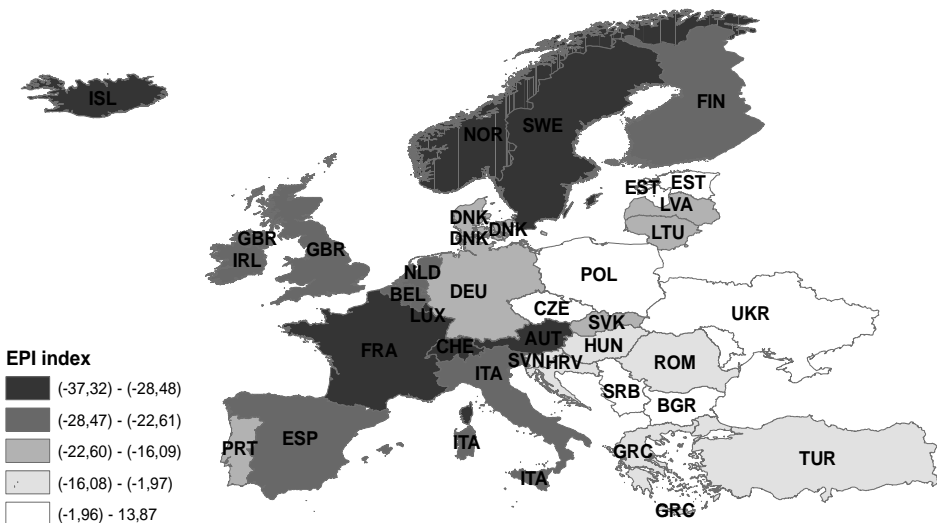 ISL
FIN
NOR
SWE
EST
EST
LVA
DNK
DNK
DNK
LTU
GBR
GBR
IRL
NLD
POL
BEL
DEU
CZE
UKR
LUX
SVK
AUT
HUN
CHE
FRA
SVN
HRV
ROM
ITA
SRB
BGR
ESP
PRT
ITA
GRC
TUR
ITA
GRC
EPI index
(-37,32) - (-28,48)
(-28,47) - (-22,61)
(-22,60) - (-16,09)
(-16,08) - (-1,97)
(-1,96) - 13,87